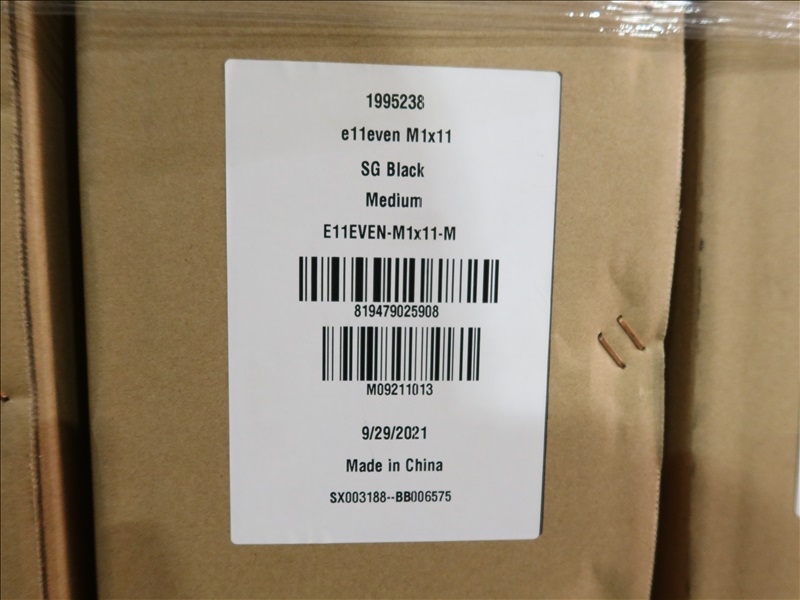 1995238
e11even M1x11
SG Black
Medium
E11EVEN-M1x11-M
819479025908
M09211013
9/29/2021
Made in China
SX003188--BB006575